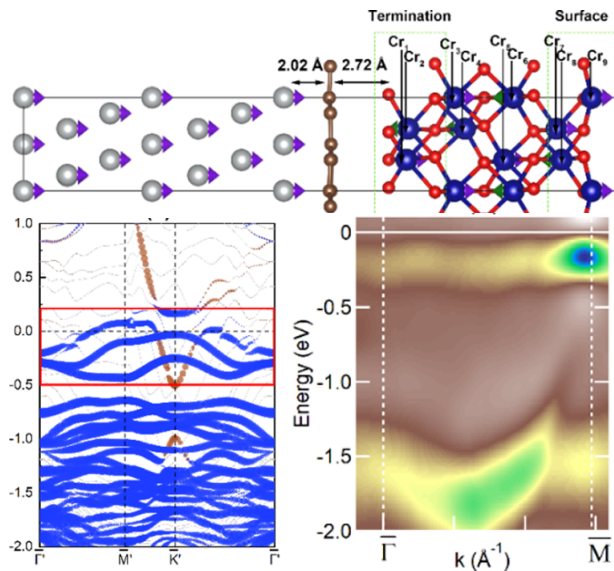 Termination Surface
Cr1 Cr2 Cr3 Cr4 Cr5 Cr6 Cr7 Cr8 Cr9
2.02 Å 2.72 Å
1.0
0.5
0.0
-0.5
-1.0
-1.5
-2.0
Γ̅' M̅' K̅' Γ̅'
Energy (eV)
0
-0.5
-1.0
-1.5
-2.0
Γ̅ k (Å⁻¹) M̅